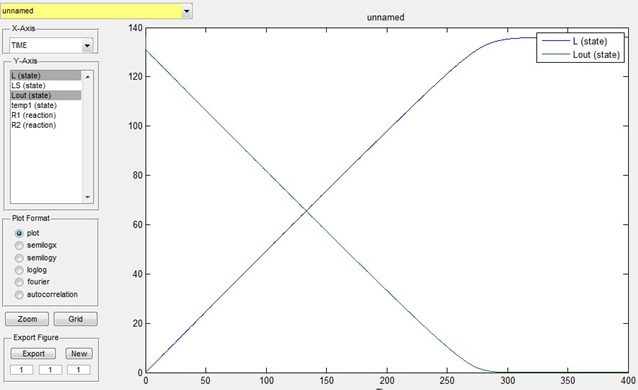 unnamed
X-Axis
TIME
Y-Axis
L (state)
LS (state)
Lout (state)
temp1 (state)
R1 (reaction)
R2 (reaction)
Plot Format
plot
semilogx
semilogy
loglog
fourier
autocorrelation
Zoom Grid
Export Figure
Export New
1 1 1
unnamed
L (state)
Lout (state)
140
120
100
80
60
40
20
0
0 50 100 150 200 250 300 350 400